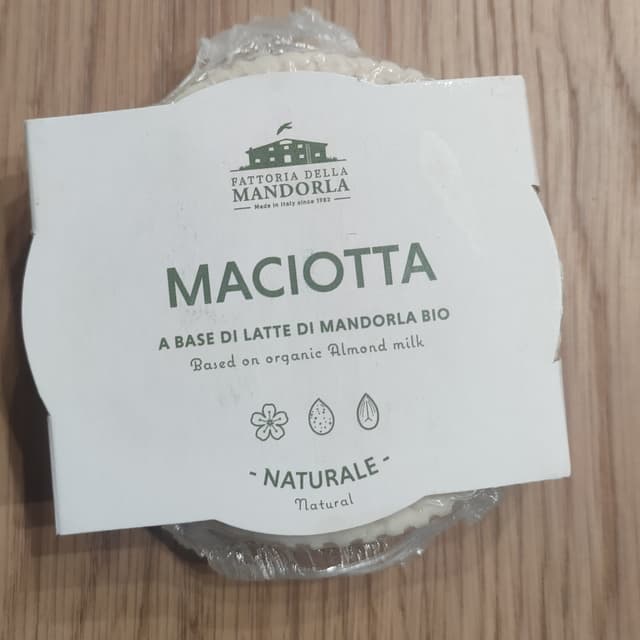 FATTORIA DELLA
MANDORLA
Made in Italy since 1982
MACIOTTA
A BASE DI LATTE DI MANDORLA BIO
Based on organic Almond milk
- NATURALE -
Natural